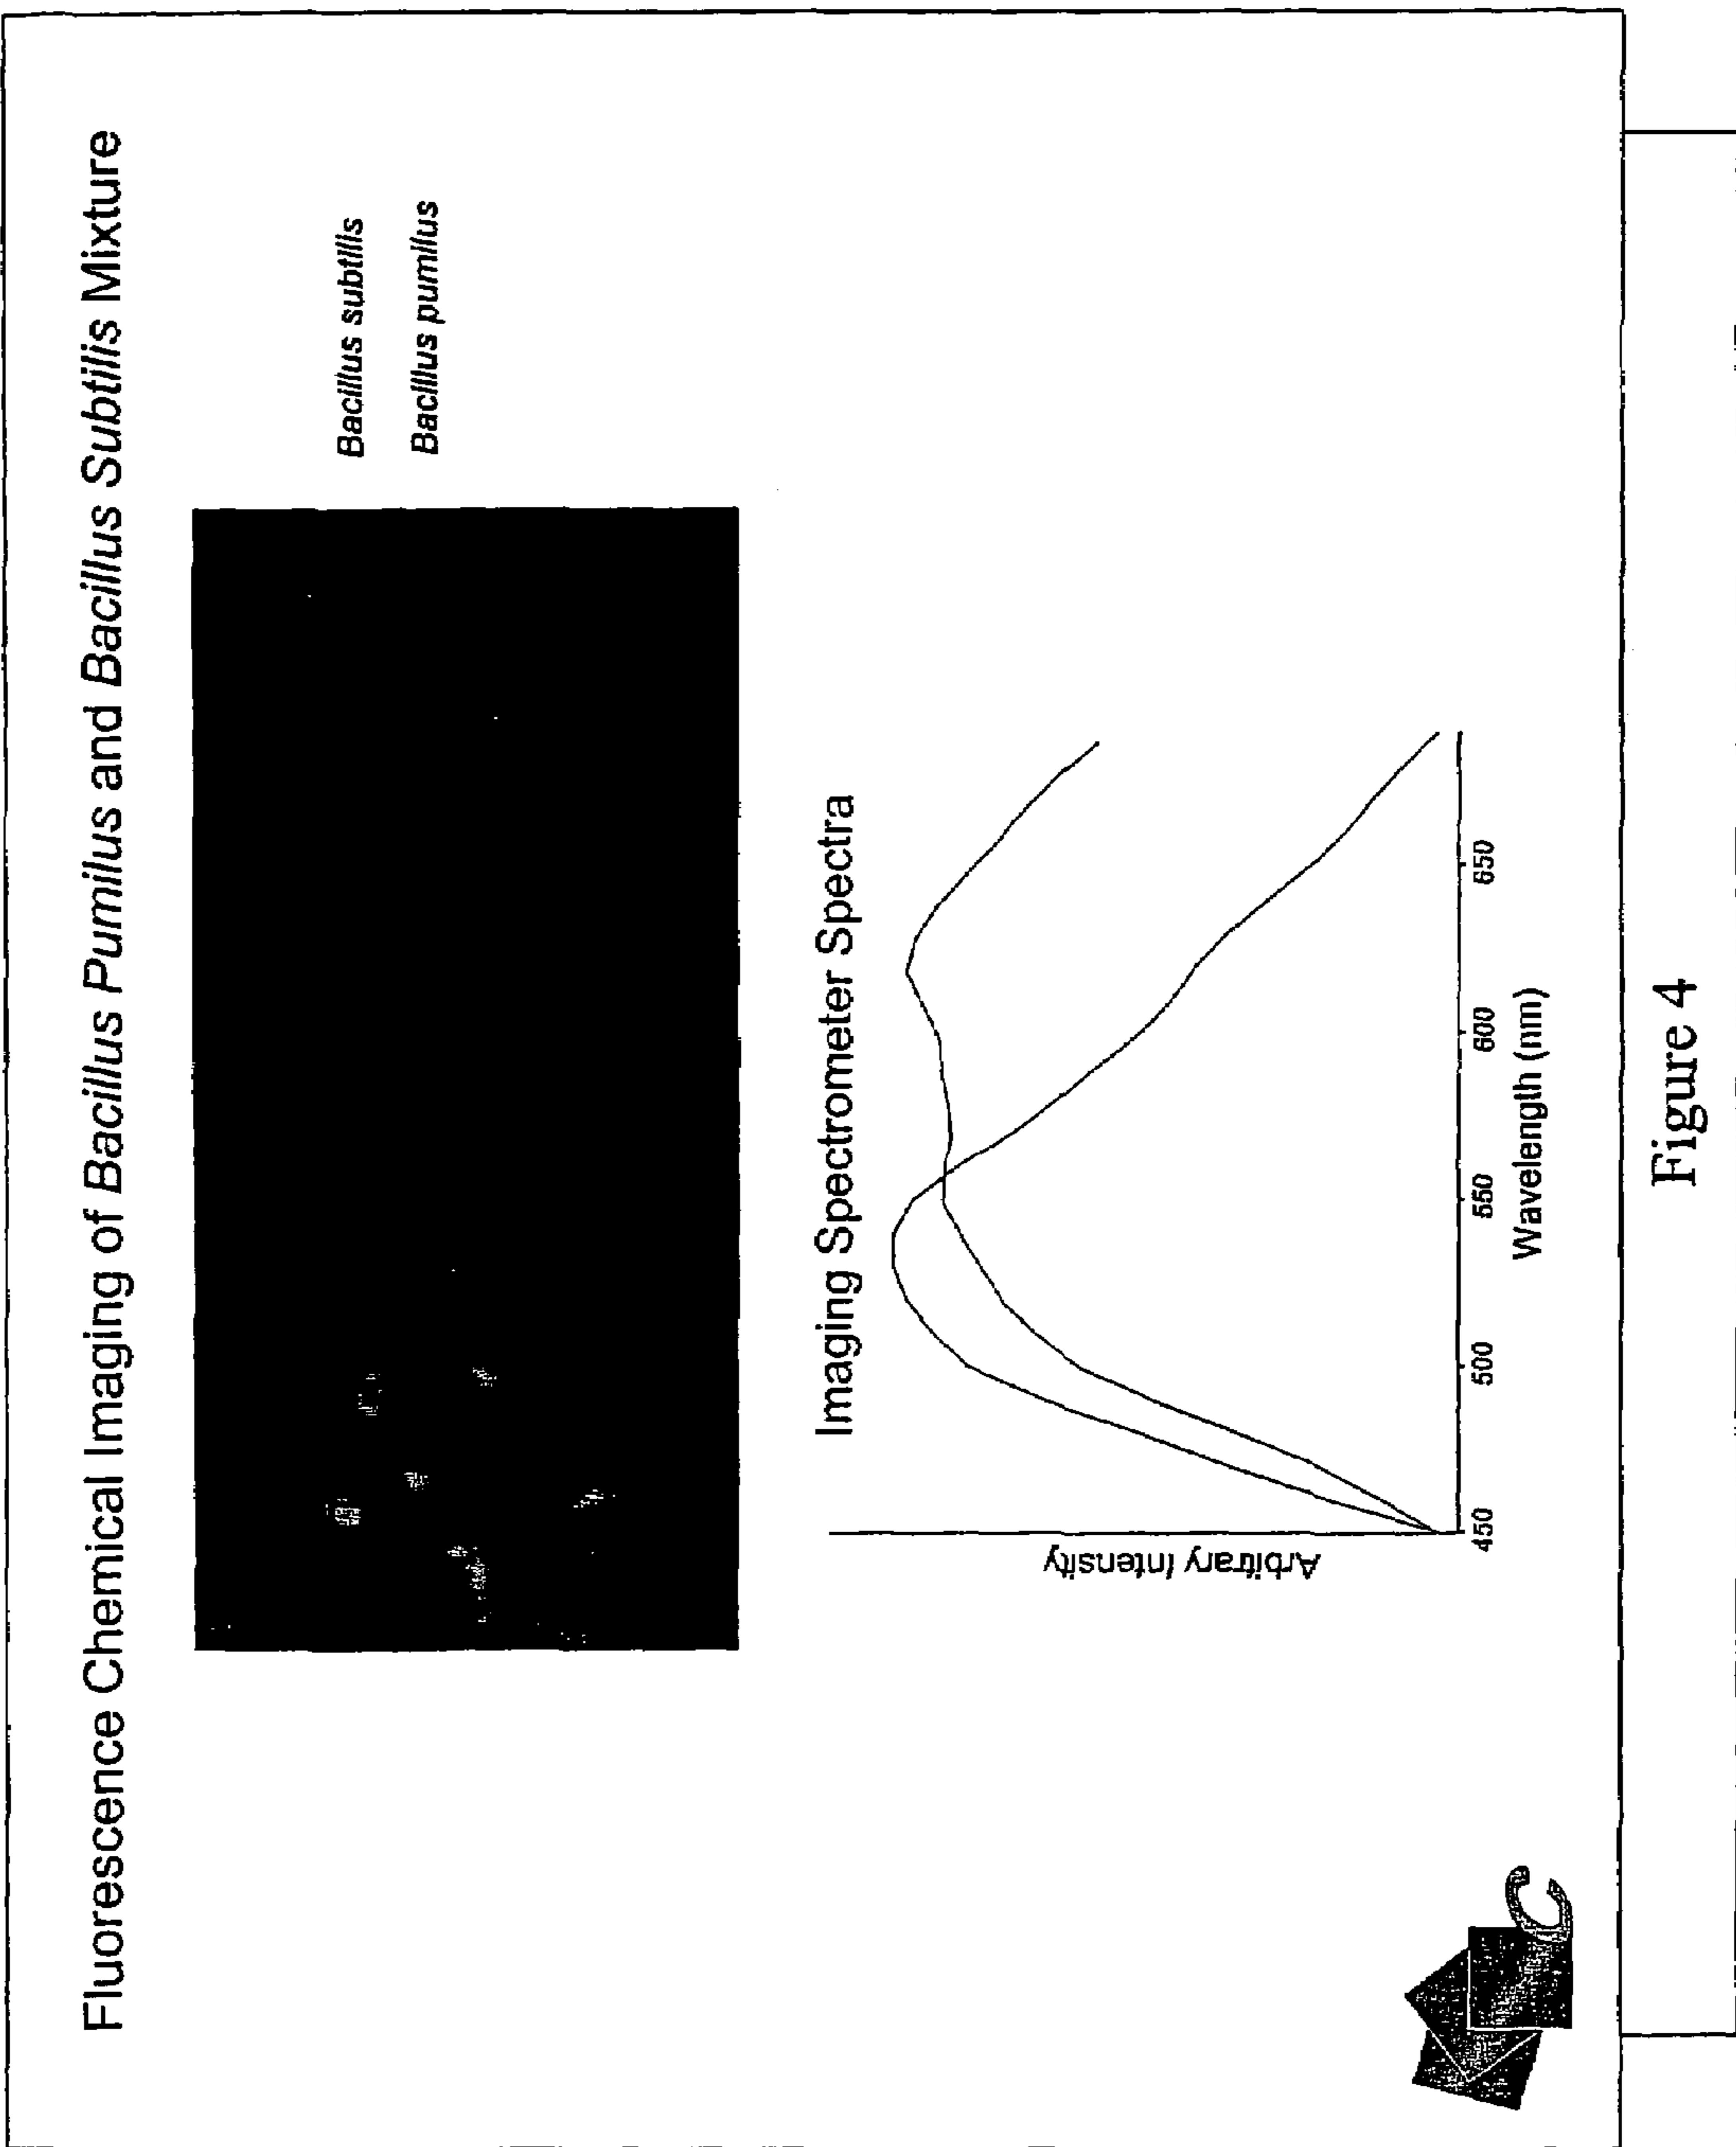 Fluorescence Chemical Imaging of Bacillus Pumilus and Bacillus Subtilis Mixture
Bacillus subtilis
Bacillus pumilus
Imaging Spectrometer Spectra
Arbitrary Intensity
450 500 550 600 650
Wavelength (nm)
C
Figure 4